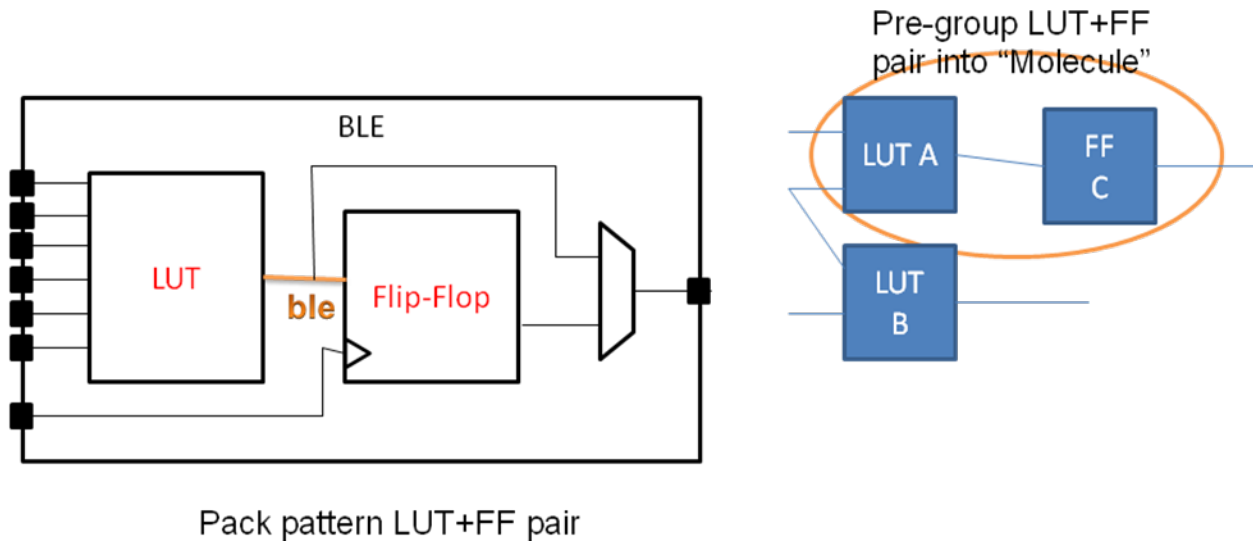 BLE
LUT
ble
Flip-Flop
Pack pattern LUT+FF pair
Pre-group LUT+FF
pair into “Molecule”
LUT A
FF
C
LUT
B